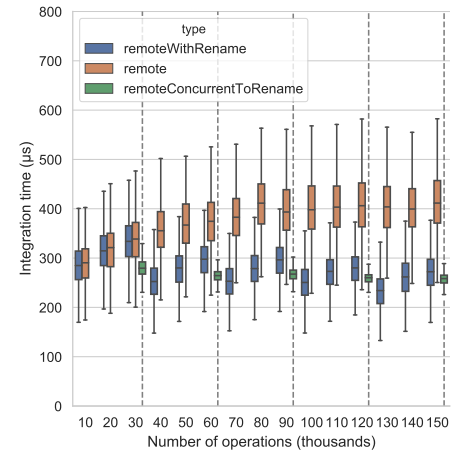 800
700
600
500
400
300
200
100
0
Integration time (μs)
type
remoteWithRename
remote
remoteConcurrentToRename
10 20 30 40 50 60 70 80 90 100 110 120 130 140 150
Number of operations (thousands)